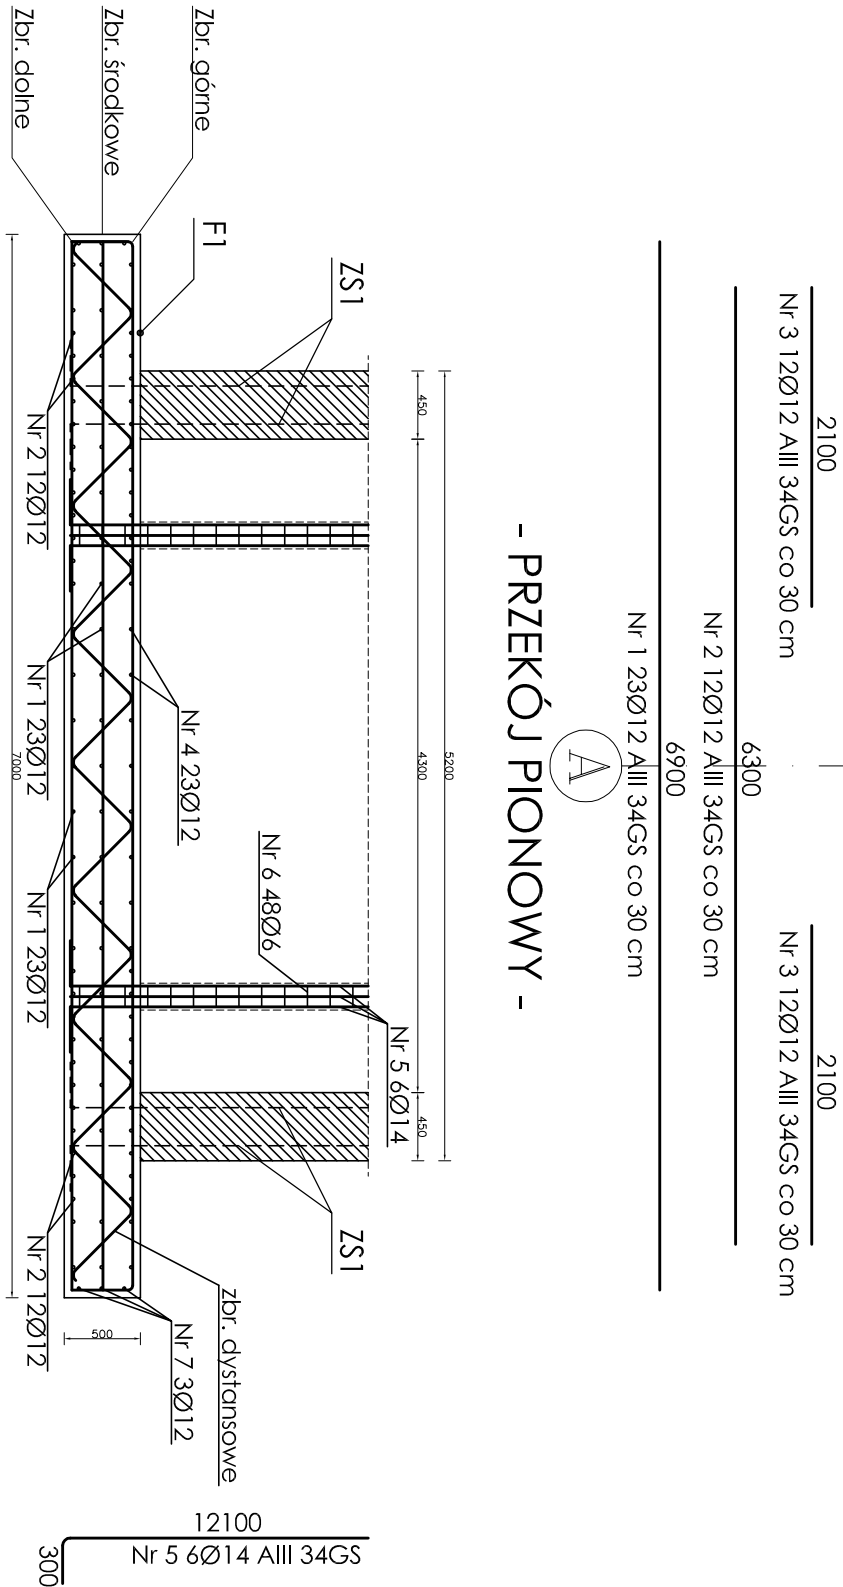 2100
Nr 3 12Ø12 AIII 34GS co 30 cm
2100
Nr 3 12Ø12 AIII 34GS co 30 cm
6300
Nr 2 12Ø12 AIII 34GS co 30 cm
6900
Nr 1 23Ø12 AIII 34GS co 30 cm
A
- PRZEKÓJ PIONOWY -
5200
450
4300
450
ZS1
ZS1
Nr 5 6Ø14
Nr 6 48Ø6
F1
zbr. dystansowe
Zbr. górne
Nr 4 23Ø12
Nr 7 3Ø12
Zbr. środkowe
500
Zbr. dolne
Nr 2 12Ø12
Nr 1 23Ø12
Nr 1 23Ø12
Nr 2 12Ø12
7000
12100
Nr 5 6Ø14 AIII 34GS
300